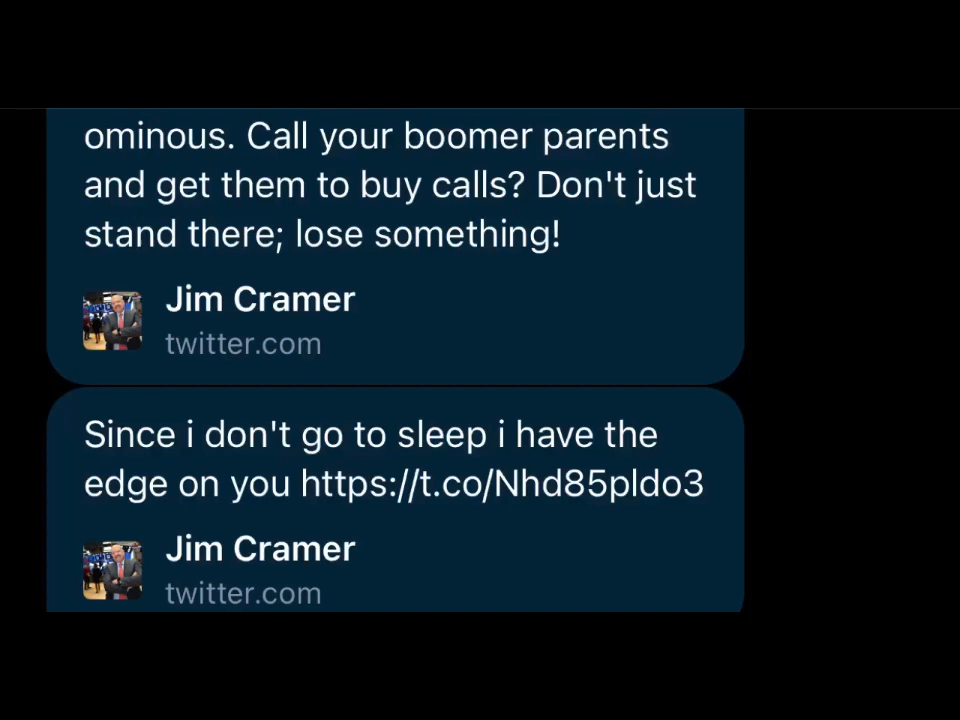 ominous. Call your boomer parents
and get them to buy calls? Don't just
stand there; lose something!
Jim Cramer
twitter.com
Since i don't go to sleep i have the
edge on you https://t.co/Nhd85pldo3
Jim Cramer
twitter.com